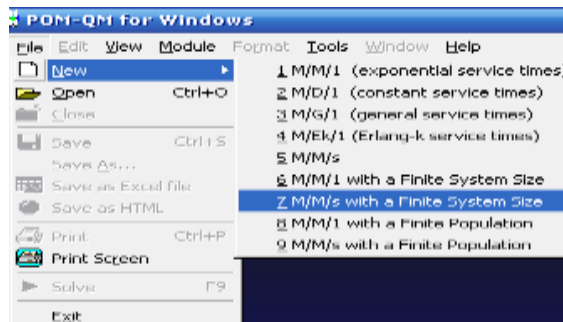 POM-QM for Windows
File Edit View Module Format Tools Window Help
New
Open Ctrl+O
Close
Save Ctrl+S
Save As...
Save as Excel file
Save as HTML
Print Ctrl+P
Print Screen
Solve F9
Exit
1 M/M/1 (exponential service times)
2 M/D/1 (constant service times)
3 M/G/1 (general service times)
4 M/Ek/1 (Erlang-k service times)
5 M/M/s
6 M/M/1 with a Finite System Size
7 M/M/s with a Finite System Size
8 M/M/1 with a Finite Population
9 M/M/s with a Finite Population